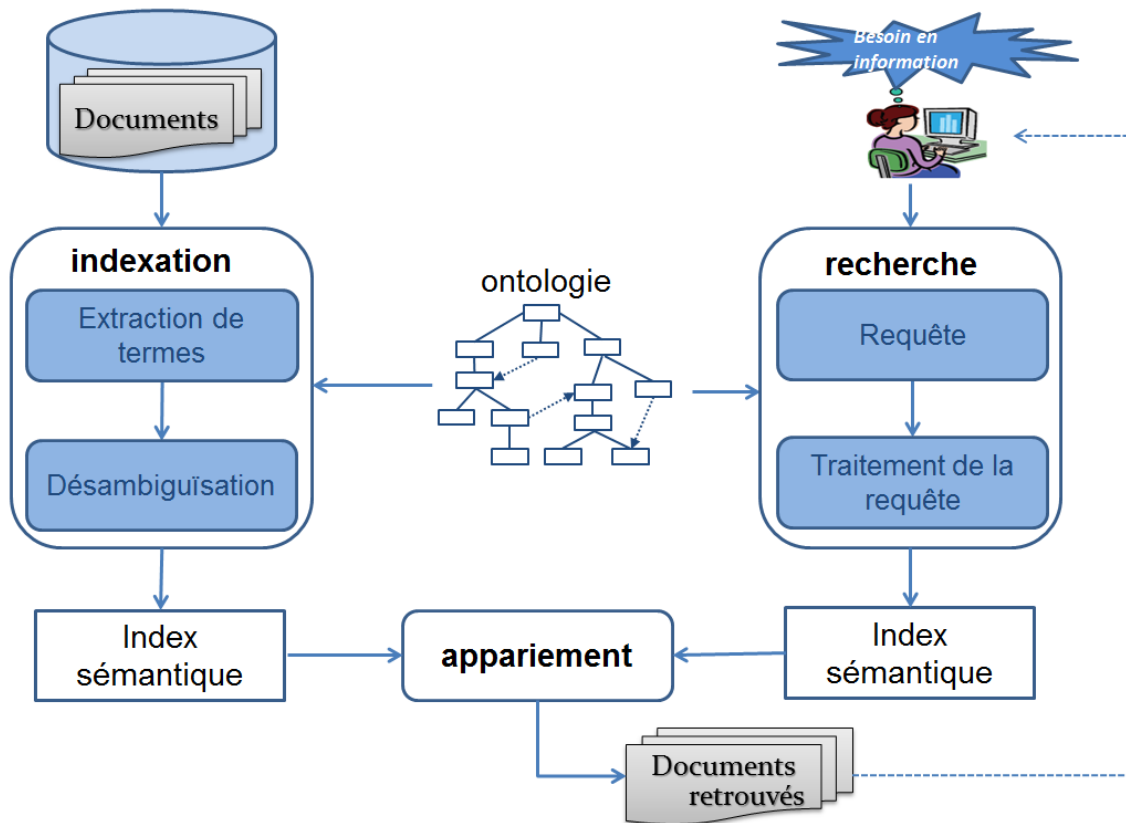 Documents
Besoin en
information
indexation
Extraction de
termes
Désambiguïsation
ontologie
recherche
Requête
Traitement de la
requête
Index
sémantique
appariement
Index
sémantique
Documents
retrouvés